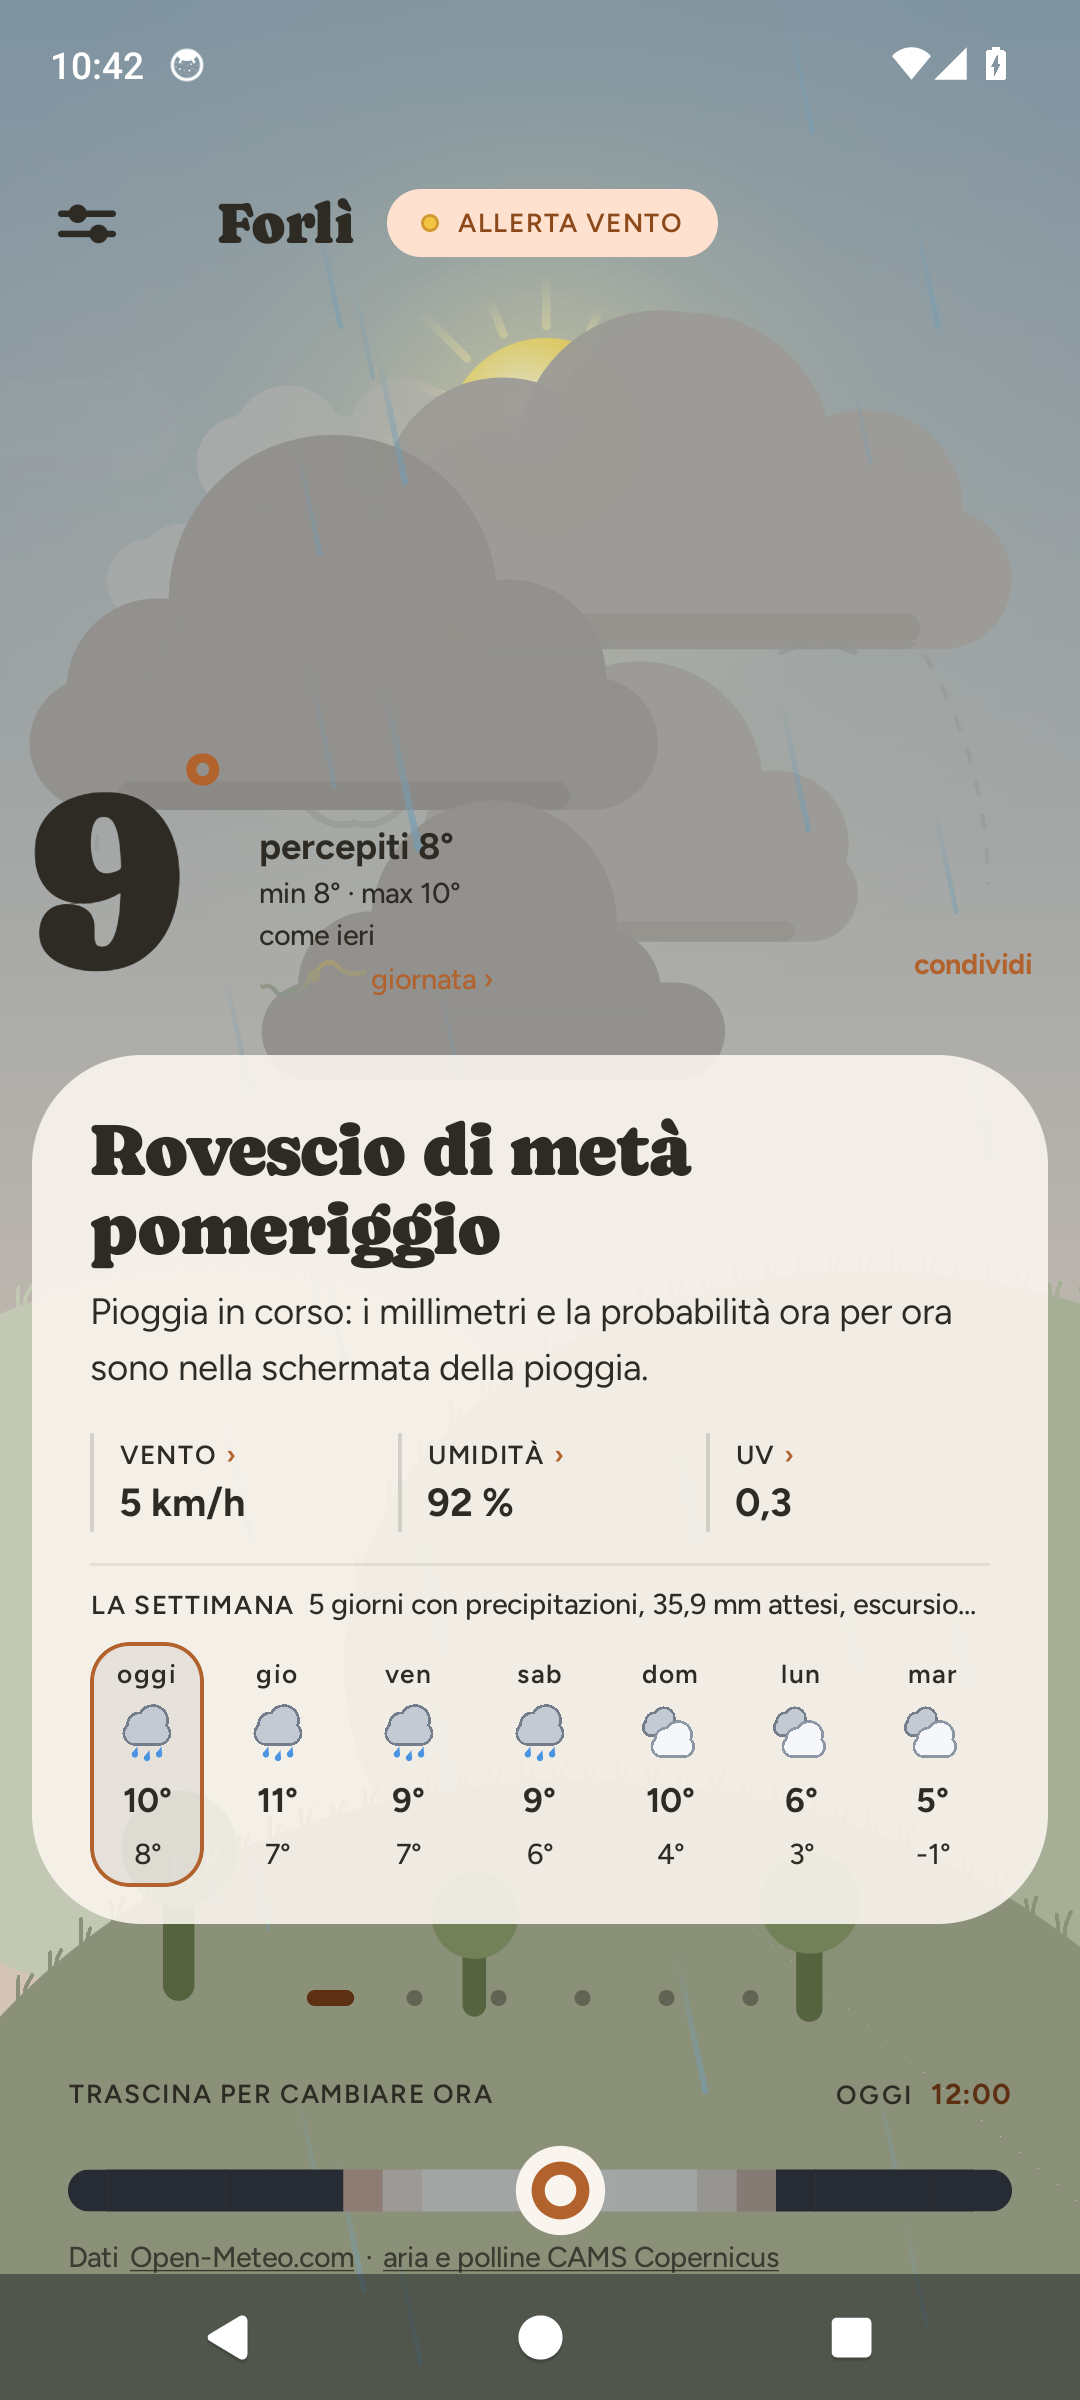 10:42
Forlì ALLERTA VENTO
9°
percepiti 8°
min 8° · max 10°
come ieri
giornata ›
condividi
Rovescio di metà
pomeriggio
Pioggia in corso: i millimetri e la probabilità ora per ora
sono nella schermata della pioggia.
VENTO › UMIDITÀ › UV ›
5 km/h 92 % 0,3
LA SETTIMANA 5 giorni con precipitazioni, 35,9 mm attesi, escursio...
oggi gio ven sab dom lun mar
10° 11° 9° 9° 10° 6° 5°
8° 7° 7° 6° 4° 3° -1°
TRASCINA PER CAMBIARE ORA OGGI 12:00
Dati Open-Meteo.com · aria e polline CAMS Copernicus